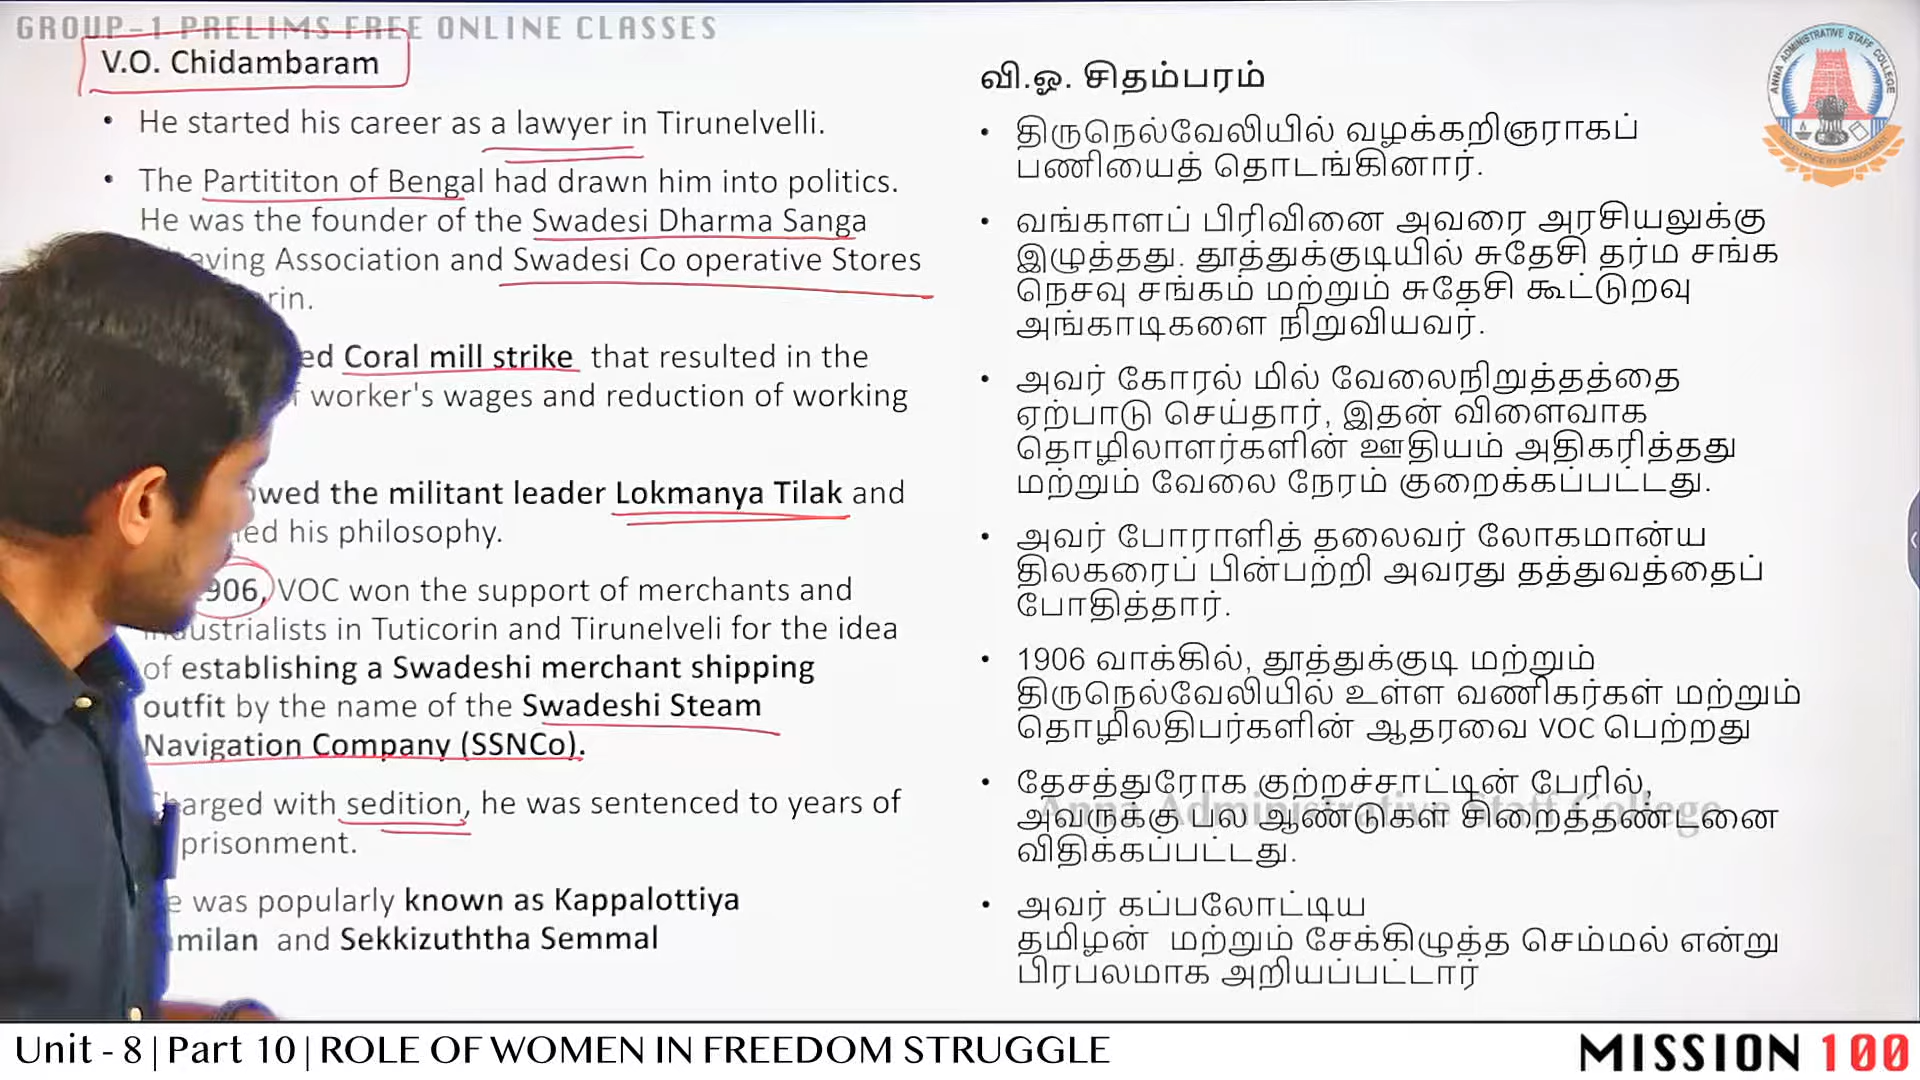 GROUP-1 PRELIMS FREE ONLINE CLASSES
V.O. Chidambaram
• He started his career as a lawyer in Tirunelvelli.
• The Partititon of Bengal had drawn him into politics.
He was the founder of the Swadesi Dharma Sanga
Association and Swadesi Co operative Stores
Coral mill strike that resulted in the
worker's wages and reduction of working
the militant leader Lokmanya Tilak and
his philosophy.
VOC won the support of merchants and
industrialists in Tuticorin and Tirunelveli for the idea
of establishing a Swadeshi merchant shipping
outfit by the name of the Swadeshi Steam
Navigation Company (SSNCo).
Charged with sedition, he was sentenced to years of
prisonment.
was popularly known as Kappalottiya
and Sekkizuththa Semmal
வி.ஓ. சிதம்பரம்
• திருநெல்வேலியில் வழக்கறிஞராகப்
பணியைத் தொடங்கினார்.
• வங்காளப் பிரிவினை அவரை அரசியலுக்கு
இழுத்தது. தூத்துக்குடியில் சுதேசி தர்ம சங்க
நெசவு சங்கம் மற்றும் சுதேசி கூட்டுறவு
அங்காடிகளை நிறுவியவர்.
• அவர் கோரல் மில் வேலைநிறுத்தத்தை
ஏற்பாடு செய்தார், இதன் விளைவாக
தொழிலாளர்களின் ஊதியம் அதிகரித்தது
மற்றும் வேலை நேரம் குறைக்கப்பட்டது.
• அவர் போராளித் தலைவர் லோகமான்ய
திலகரைப் பின்பற்றி அவரது தத்துவத்தைப்
போதித்தார்.
• 1906 வாக்கில், தூத்துக்குடி மற்றும்
திருநெல்வேலியில் உள்ள வணிகர்கள் மற்றும்
தொழிலதிபர்களின் ஆதரவை VOC பெற்றது
• தேசத்துரோக குற்றச்சாட்டின் பேரில்,
அவருக்கு பல ஆண்டுகள் சிறைத்தண்டனை
விதிக்கப்பட்டது.
Anna Administrative Staff College
• அவர் கப்பலோட்டிய
தமிழன் மற்றும் சேக்கிழுத்த செம்மல் என்று
பிரபலமாக அறியப்பட்டார்
ANNA ADMINISTRATIVE STAFF COLLEGE
EXCELLENCE BY MANAGEMENT
Unit - 8 | Part 10 | ROLE OF WOMEN IN FREEDOM STRUGGLE
MISSION 100